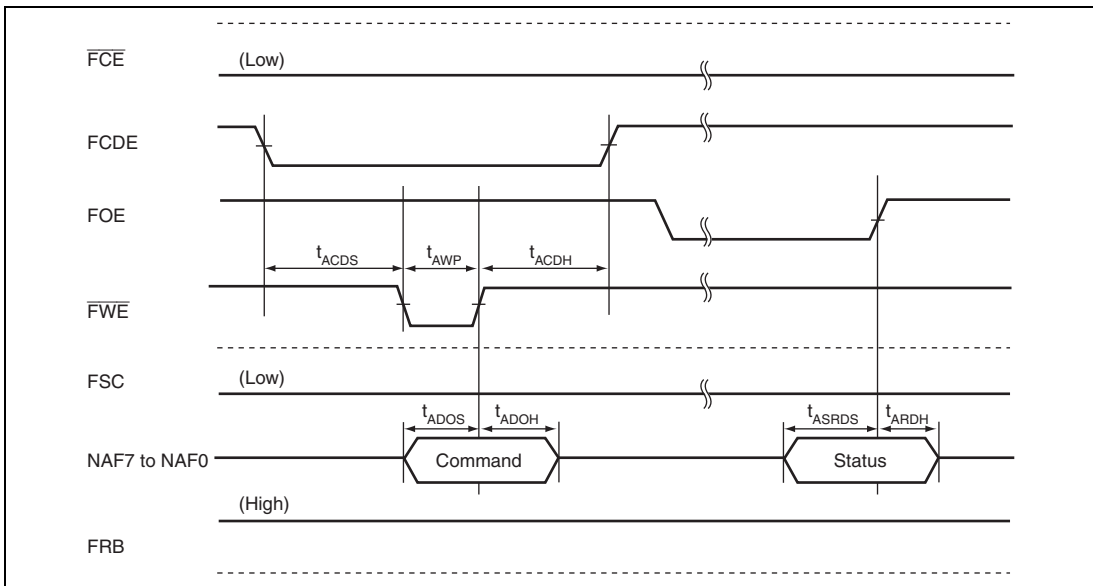 FCE (Low)
FCDE
FOE
tACDS tAWP tACDH
FWE
FSC (Low)
tADOS tADOH tASRDS tARDH
NAF7 to NAF0 Command Status
(High)
FRB